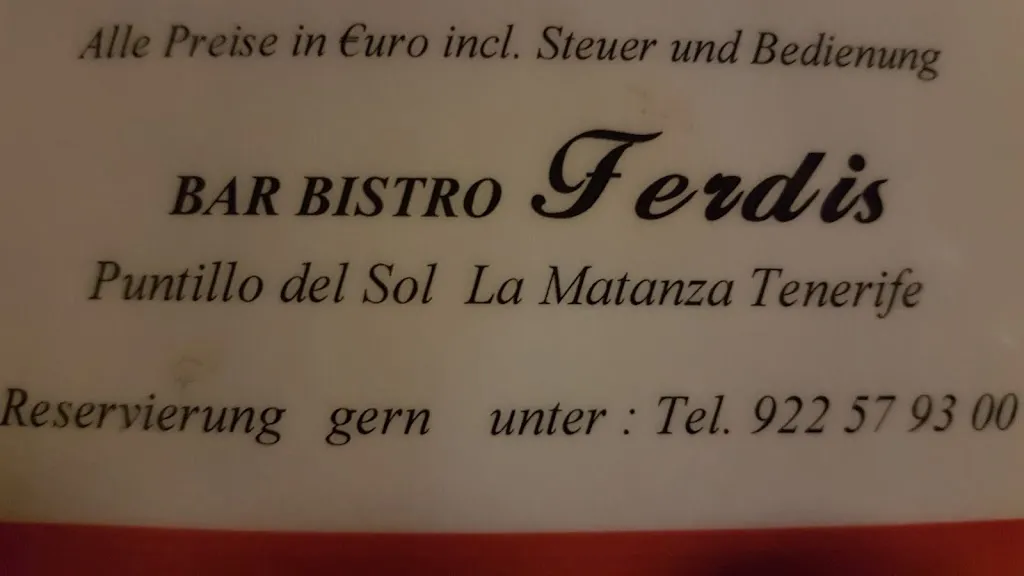 Alle Preise in €uro incl. Steuer und Bedienung
BAR BISTRO Ferdis
Puntillo del Sol La Matanza Tenerife
Reservierung gern unter : Tel. 922 57 93 00